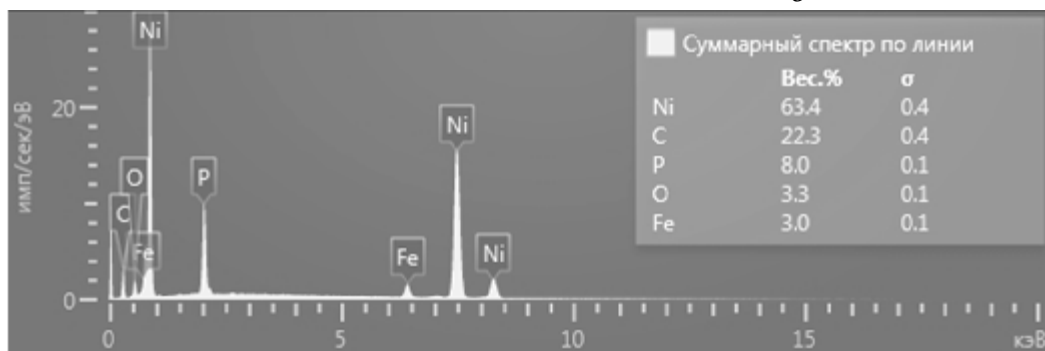 Ni
Суммарный спектр по линии
Вес.% σ
Ni 63.4 0.4
C 22.3 0.4
P 8.0 0.1
O 3.3 0.1
Fe 3.0 0.1
имп/сек/эВ
20
0
O
C
Fe
P
Ni
Fe
Ni
0 5 10 15 кэВ